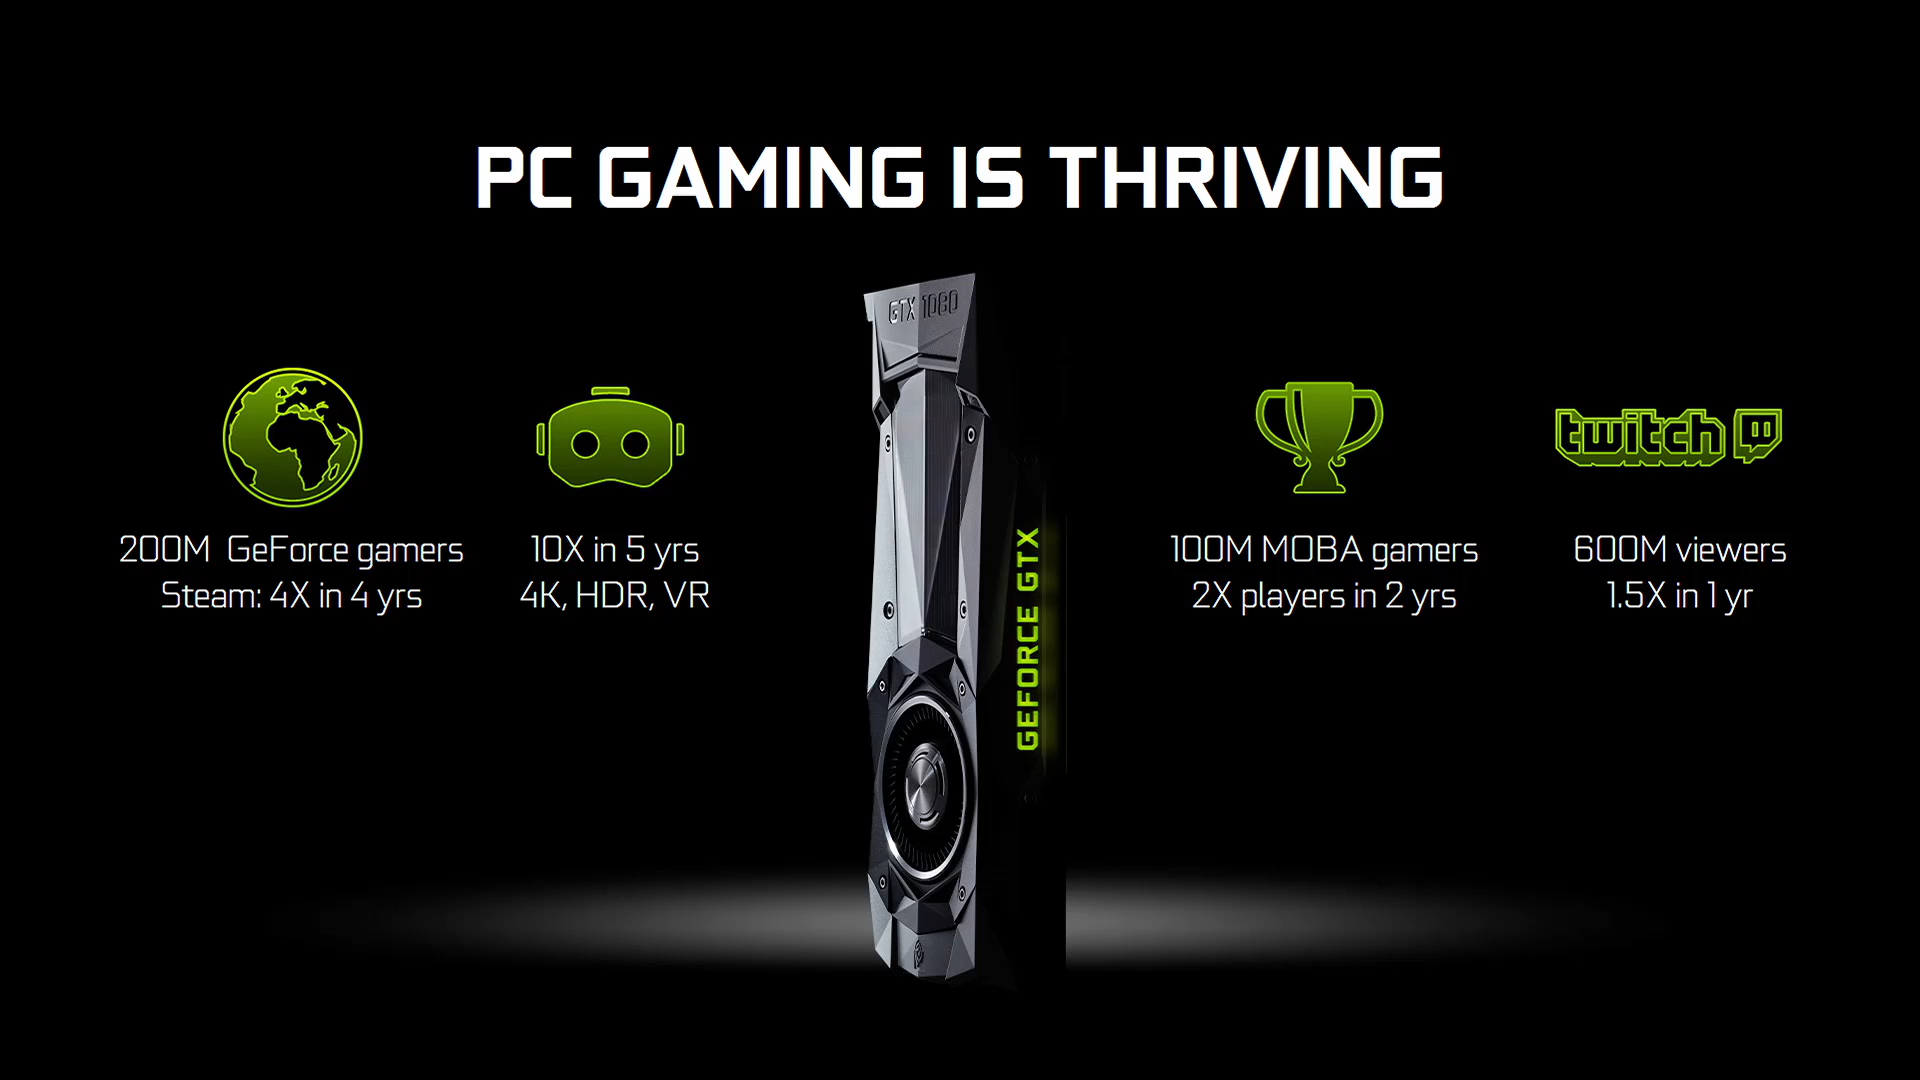 PC GAMING IS THRIVING
200M GeForce gamers
Steam: 4X in 4 yrs
10X in 5 yrs
4K, HDR, VR
GTX 1080
GEFORCE GTX
100M MOBA gamers
2X players in 2 yrs
twitch
600M viewers
1.5X in 1 yr